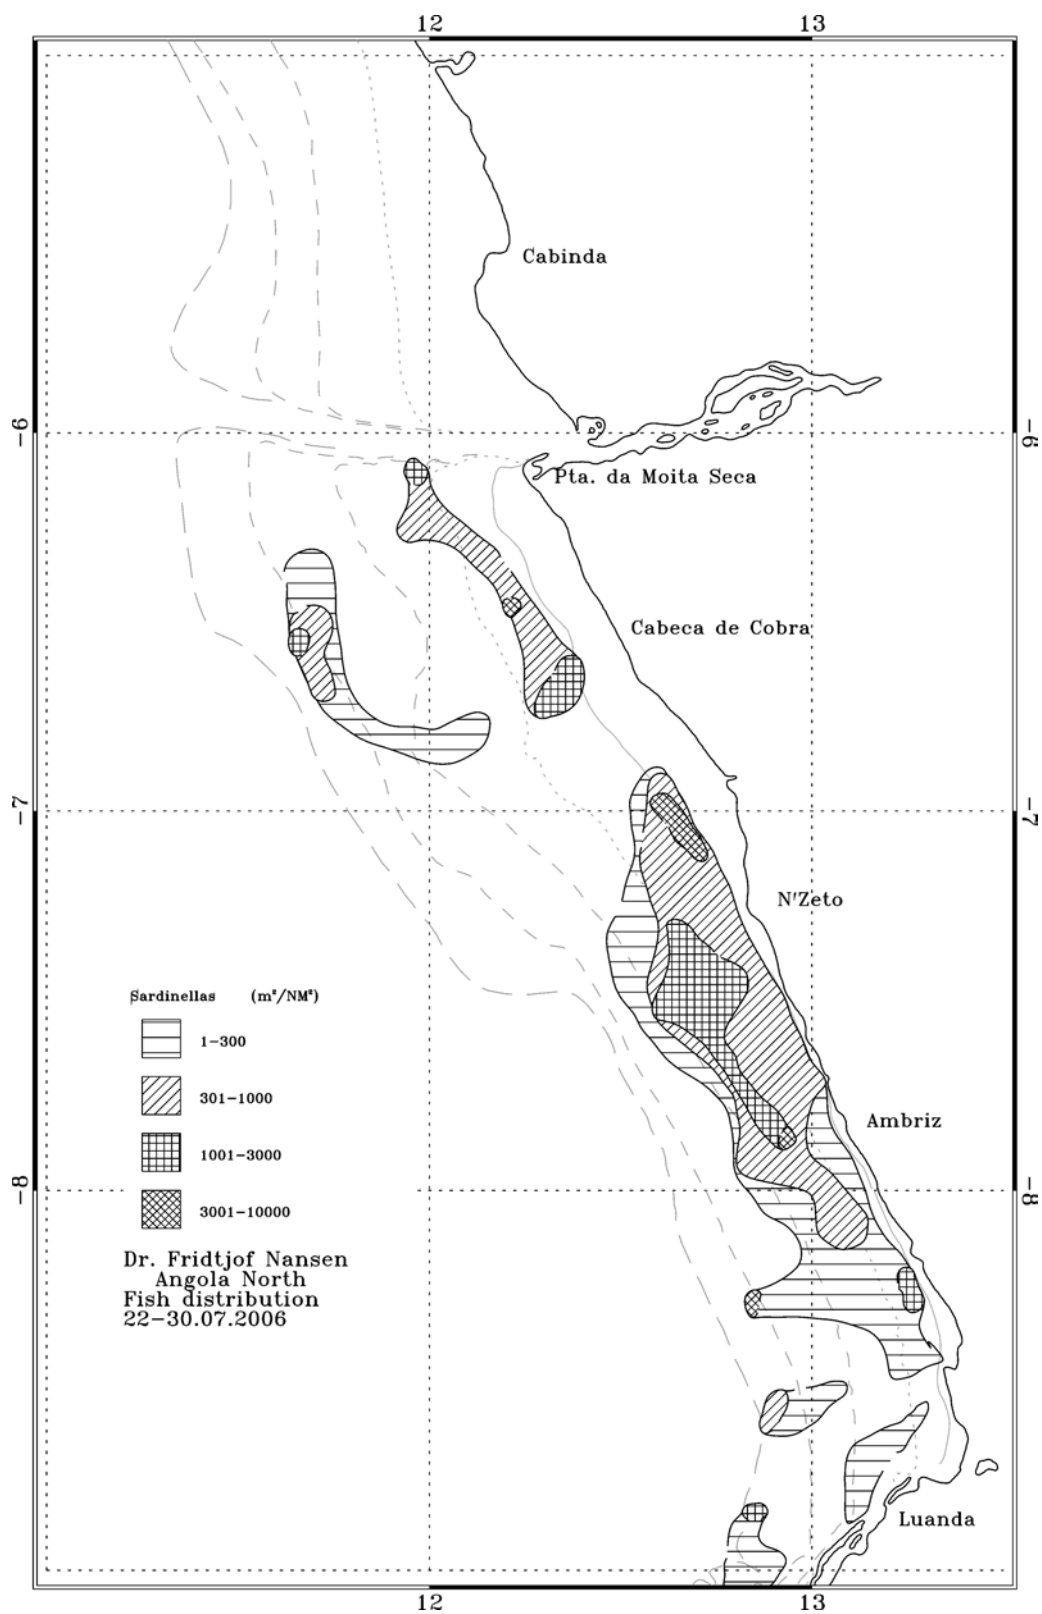 12 13
Cabinda
-6 -6
Pta. da Moita Seca
Cabeca de Cobra
-7 -7
N'Zeto
Sardinellas (m²/NM²)
1-300
301-1000
Ambriz
1001-3000
-8 -8
3001-10000
Dr. Fridtjof Nansen
Angola North
Fish distribution
22-30.07.2006
Luanda
12 13